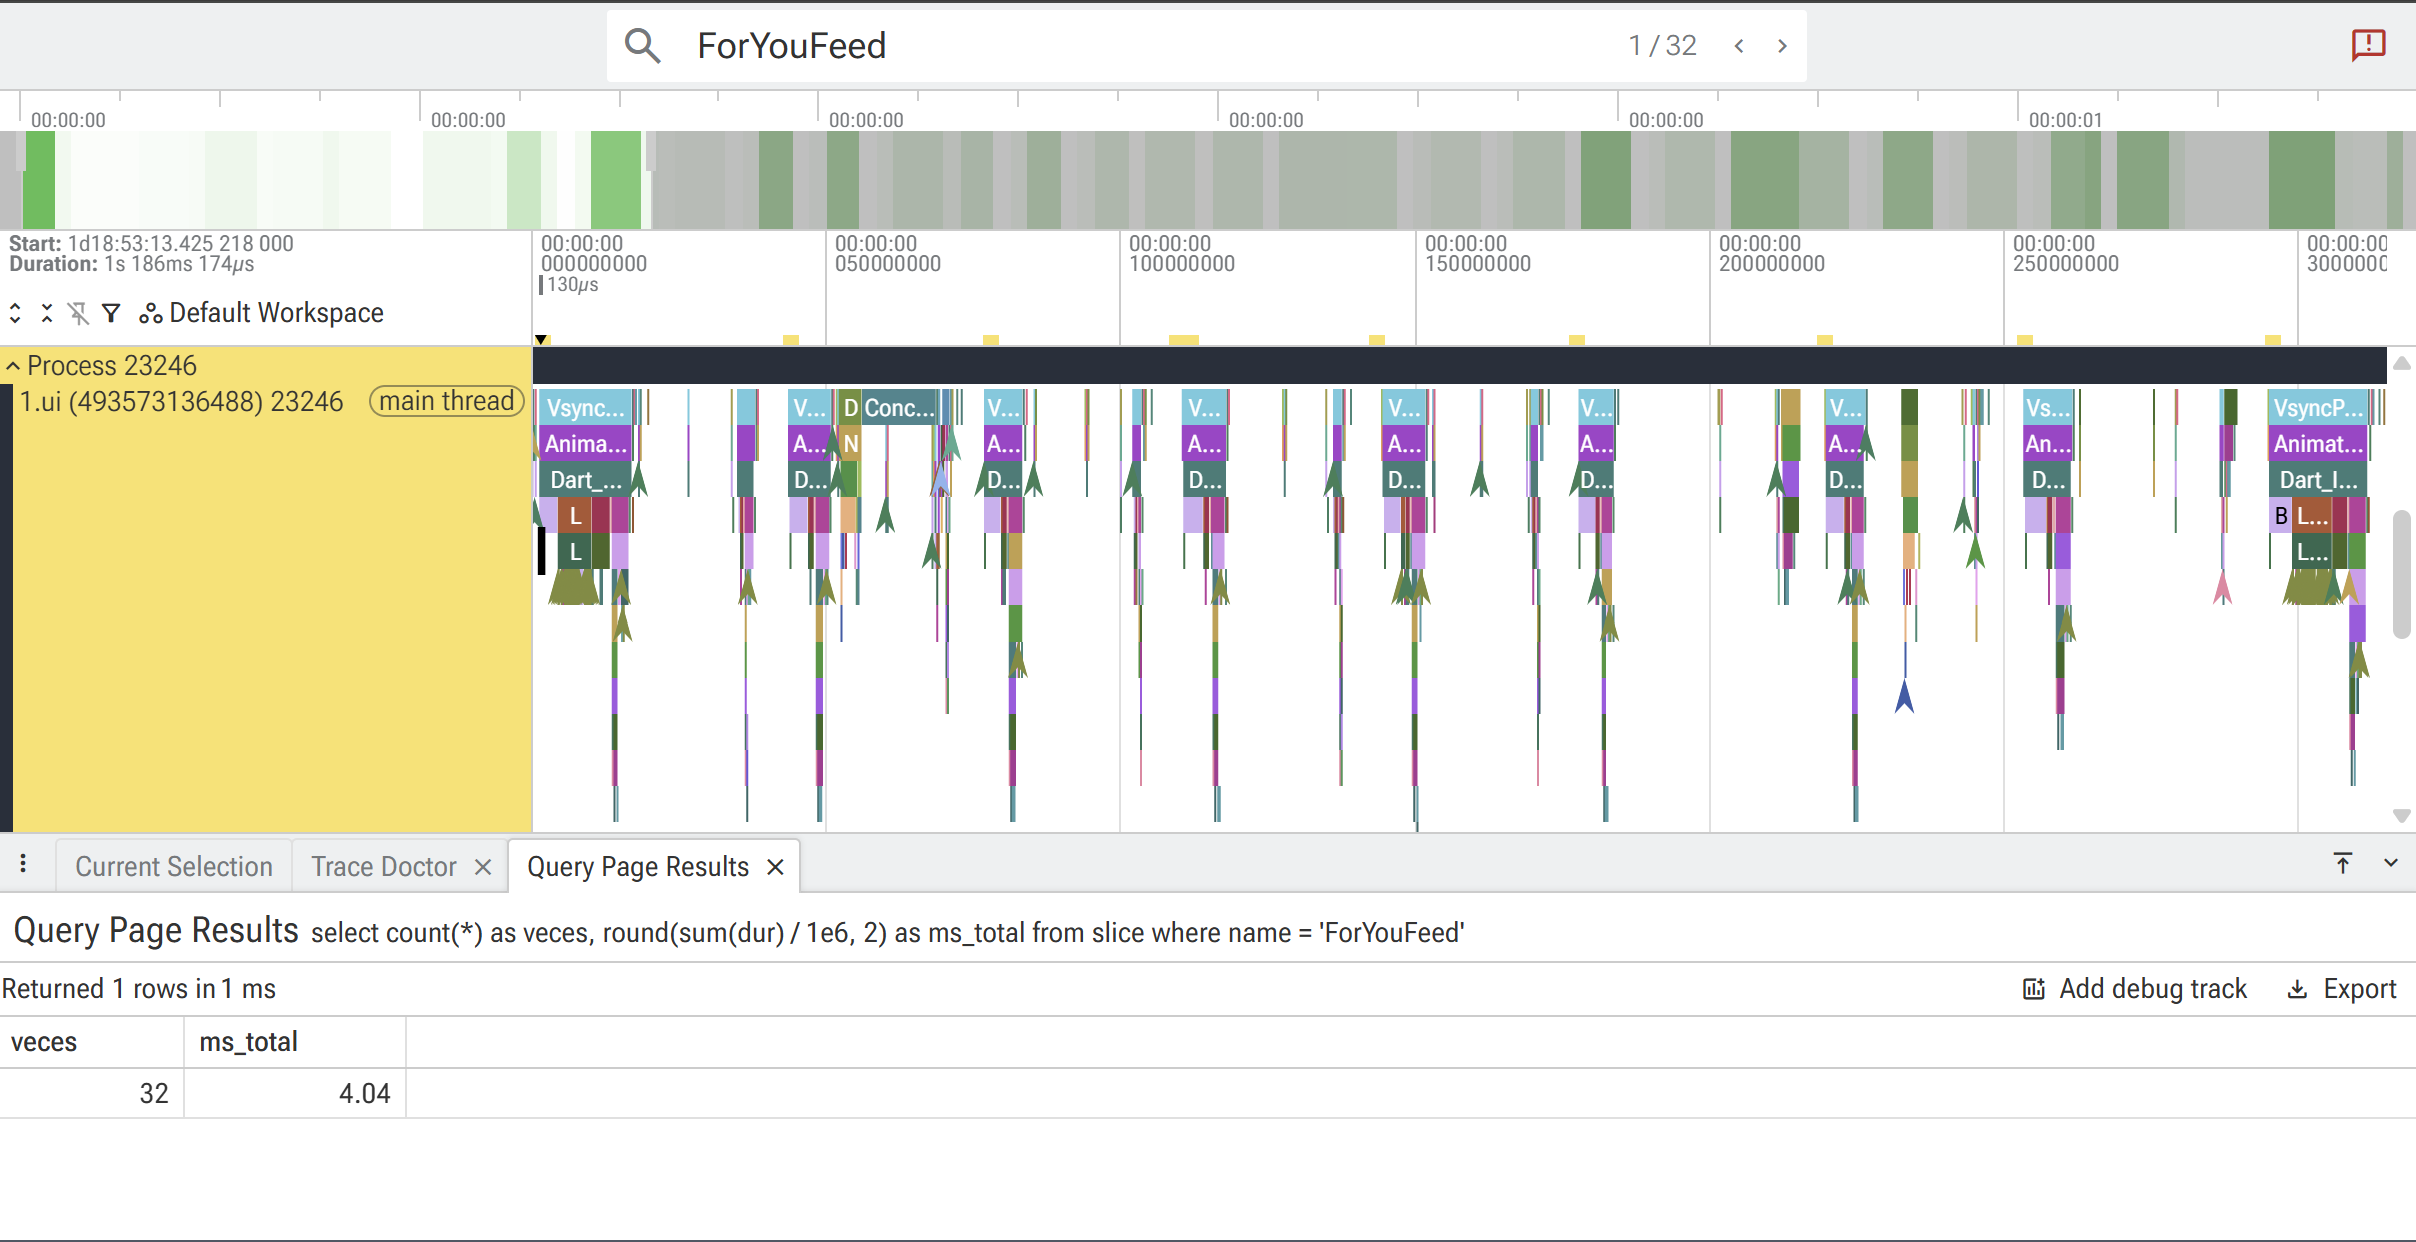 ForYouFeed
1 / 32
00:00:00 00:00:00 00:00:00 00:00:00 00:00:00 00:00:01
Start: 1d18:53:13.425 218 000
Duration: 1s 186ms 174µs
00:00:00 00:00:00 00:00:00 00:00:00 00:00:00 00:00:00 00:00:00
000000000 050000000 100000000 150000000 200000000 250000000 3000000
130µs
Default Workspace
Process 23246
1.ui (493573136488) 23246 main thread
Vsync... V... D Conc... V... V... V... V... V... Vs... VsyncP...
Anima... A... N A... A... A... A... A... An... Animat...
Dart_... D... D... D... D... D... D... D... Dart_I...
L B L...
L L...
Current Selection Trace Doctor Query Page Results
Query Page Results select count(*) as veces, round(sum(dur) / 1e6, 2) as ms_total from slice where name = 'ForYouFeed'
Returned 1 rows in 1 ms Add debug track Export
veces ms_total
32 4.04